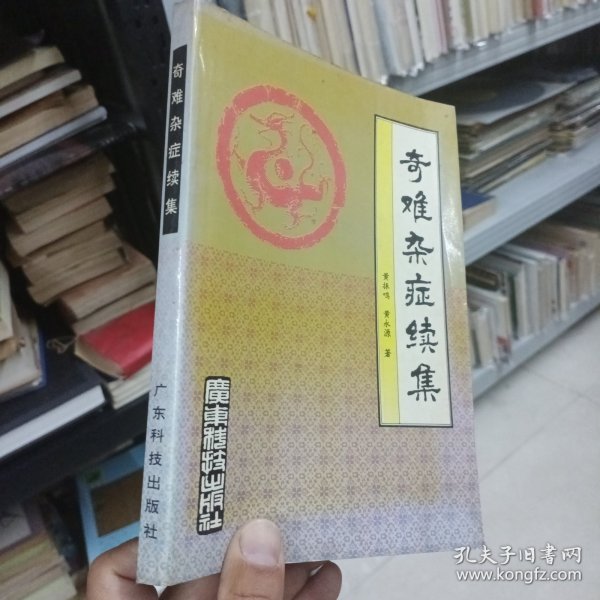 奇难杂症续集
广东科技出版社
奇难杂症续集
黄振鸣 黄永源 著
廣東科技出版社
孔夫子旧书网
www.kongfz.com